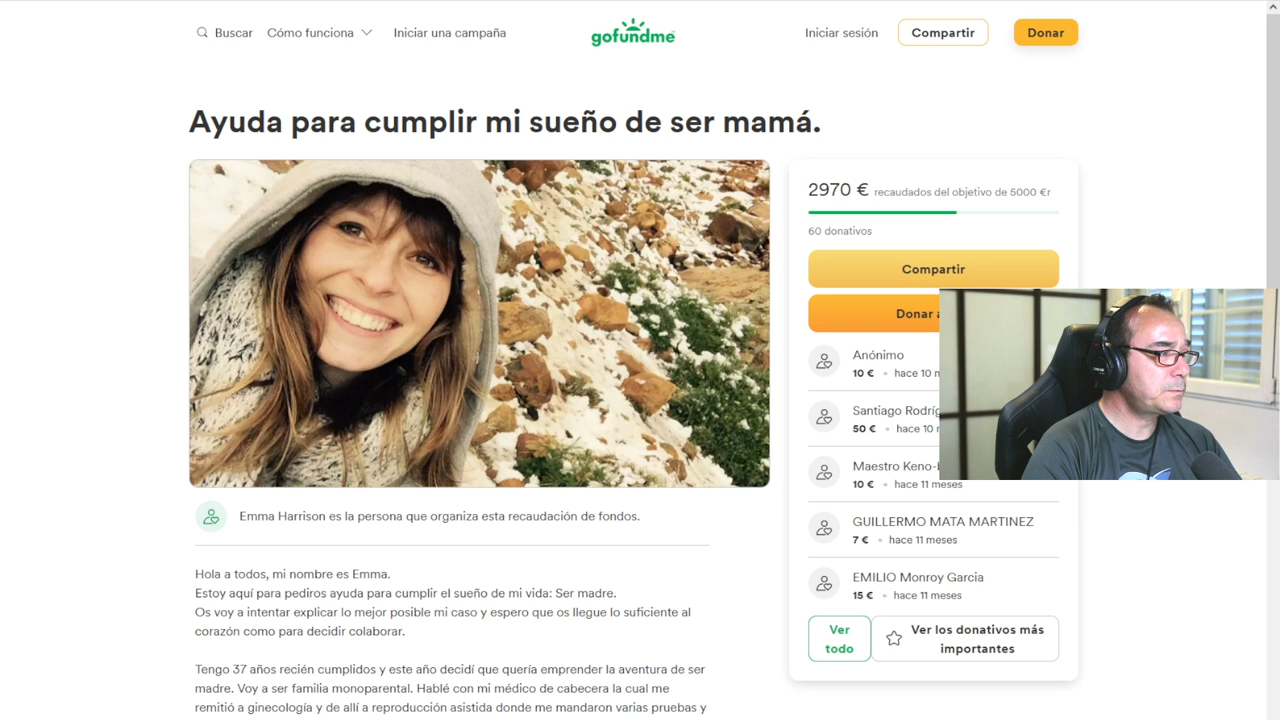 Buscar Cómo funciona Iniciar una campaña gofundme Iniciar sesión Compartir Donar
Ayuda para cumplir mi sueño de ser mamá.
2970 € recaudados del objetivo de 5000 €r
60 donativos
Compartir
Donar
Anónimo
10 € • hace 10
Santiago
50 € • hace 10
Maestro
10 € • hace 11 meses
GUILLERMO MATA MARTINEZ
7 € • hace 11 meses
EMILIO Monroy Garcia
15 € • hace 11 meses
Ver todo
Ver los donativos más
importantes
Emma Harrison es la persona que organiza esta recaudación de fondos.
Hola a todos, mi nombre es Emma.
Estoy aquí para pediros ayuda para cumplir el sueño de mi vida: Ser madre.
Os voy a intentar explicar lo mejor posible mi caso y espero que os llegue lo suficiente al
corazón como para decidir colaborar.
Tengo 37 años recién cumplidos y este año decidí que quería emprender la aventura de ser
madre. Voy a ser familia monoparental. Hablé con mi médico de cabecera la cual me
remitió a ginecología y de allí a reproducción asistida donde me mandaron varias pruebas y